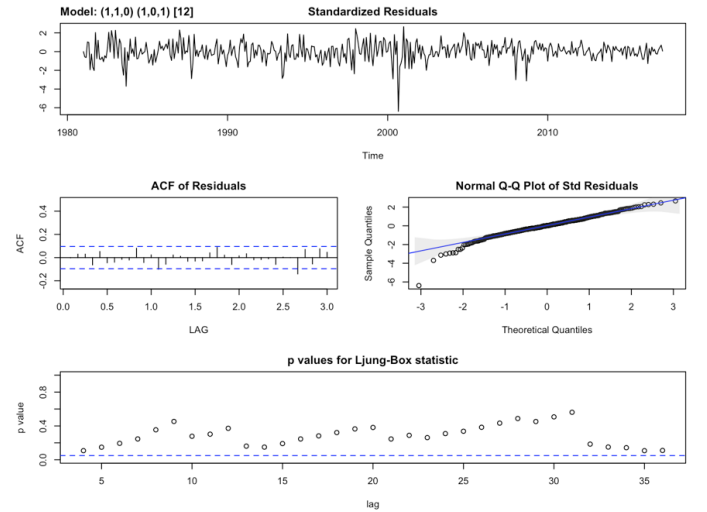 Model: (1,1,0) (1,0,1) [12] Standardized Residuals
2
0
-2
-4
-6
1980 1990 2000 2010
Time
ACF of Residuals
ACF
0.4
0.2
0.0
-0.2
0.0 0.5 1.0 1.5 2.0 2.5 3.0
LAG
Normal Q-Q Plot of Std Residuals
Sample Quantiles
2
0
-2
-4
-6
-3 -2 -1 0 1 2 3
Theoretical Quantiles
p values for Ljung-Box statistic
p value
0.8
0.4
0.0
5 10 15 20 25 30 35
lag